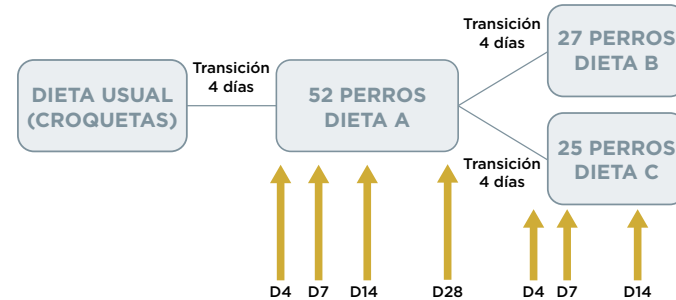 DIETA USUAL
(CROQUETAS)
Transición
4 días
52 PERROS
DIETA A
Transición
4 días
27 PERROS
DIETA B
Transición
4 días
25 PERROS
DIETA C
D4
D7
D14
D28
D4
D7
D14